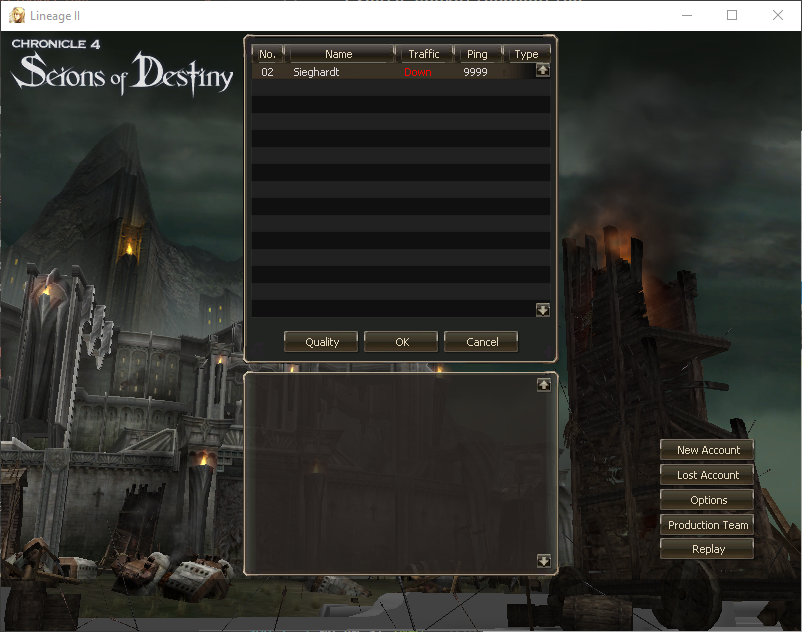 Lineage II
CHRONICLE 4
Scions of Destiny
No. Name Traffic Ping Type
02 Sieghardt Down 9999
Quality OK Cancel
New Account
Lost Account
Options
Production Team
Replay